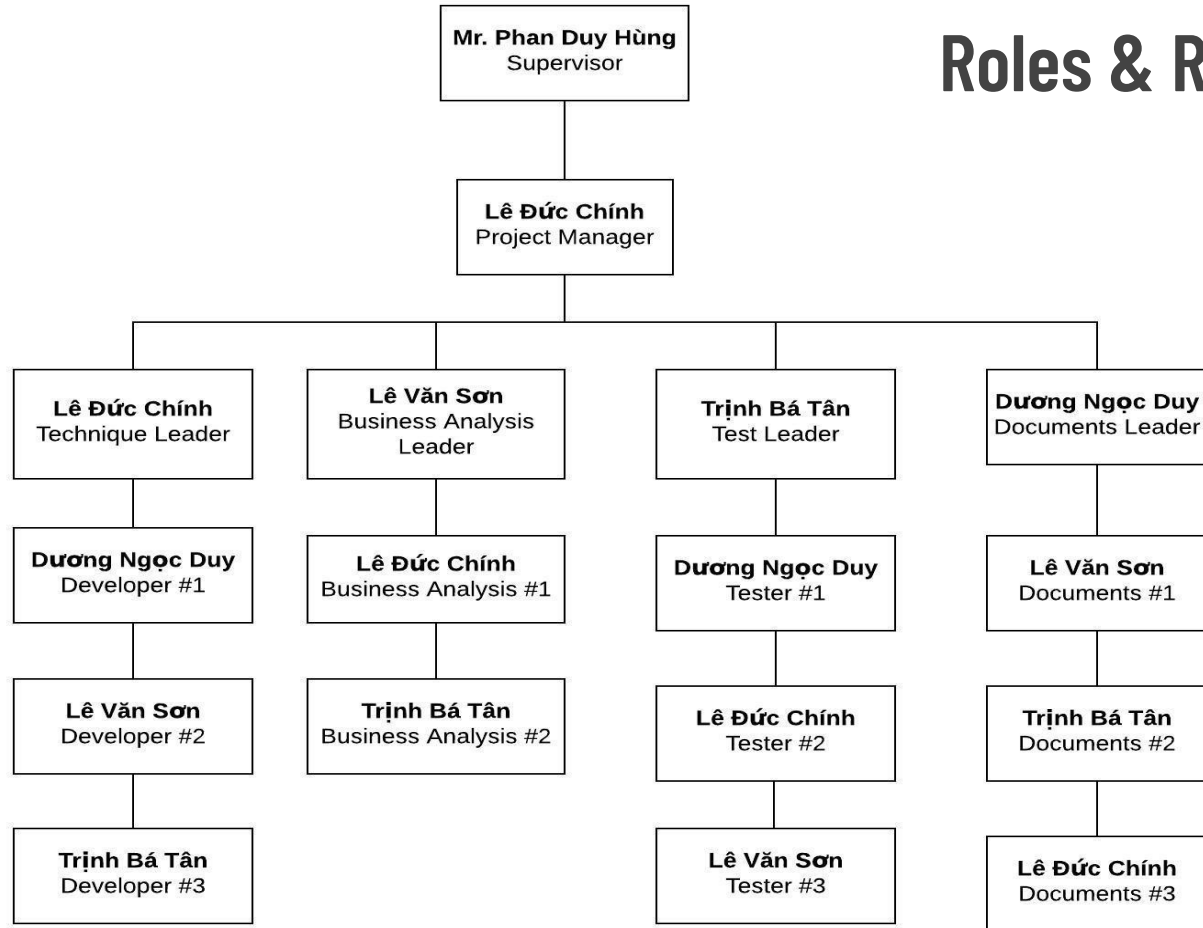 Roles & R
Mr. Phan Duy Hùng
Supervisor
Lê Đức Chính
Project Manager
Lê Đức Chính
Technique Leader
Lê Văn Sơn
Business Analysis
Leader
Trịnh Bá Tân
Test Leader
Dương Ngọc Duy
Documents Leader
Dương Ngọc Duy
Developer #1
Lê Đức Chính
Business Analysis #1
Dương Ngọc Duy
Tester #1
Lê Văn Sơn
Documents #1
Lê Văn Sơn
Developer #2
Trịnh Bá Tân
Business Analysis #2
Lê Đức Chính
Tester #2
Trịnh Bá Tân
Documents #2
Trịnh Bá Tân
Developer #3
Lê Văn Sơn
Tester #3
Lê Đức Chính
Documents #3